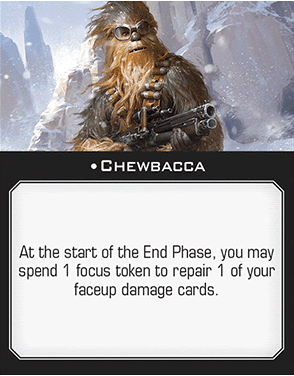 •Chewbacca
At the start of the End Phase, you may
spend 1 focus token to repair 1 of your
faceup damage cards.